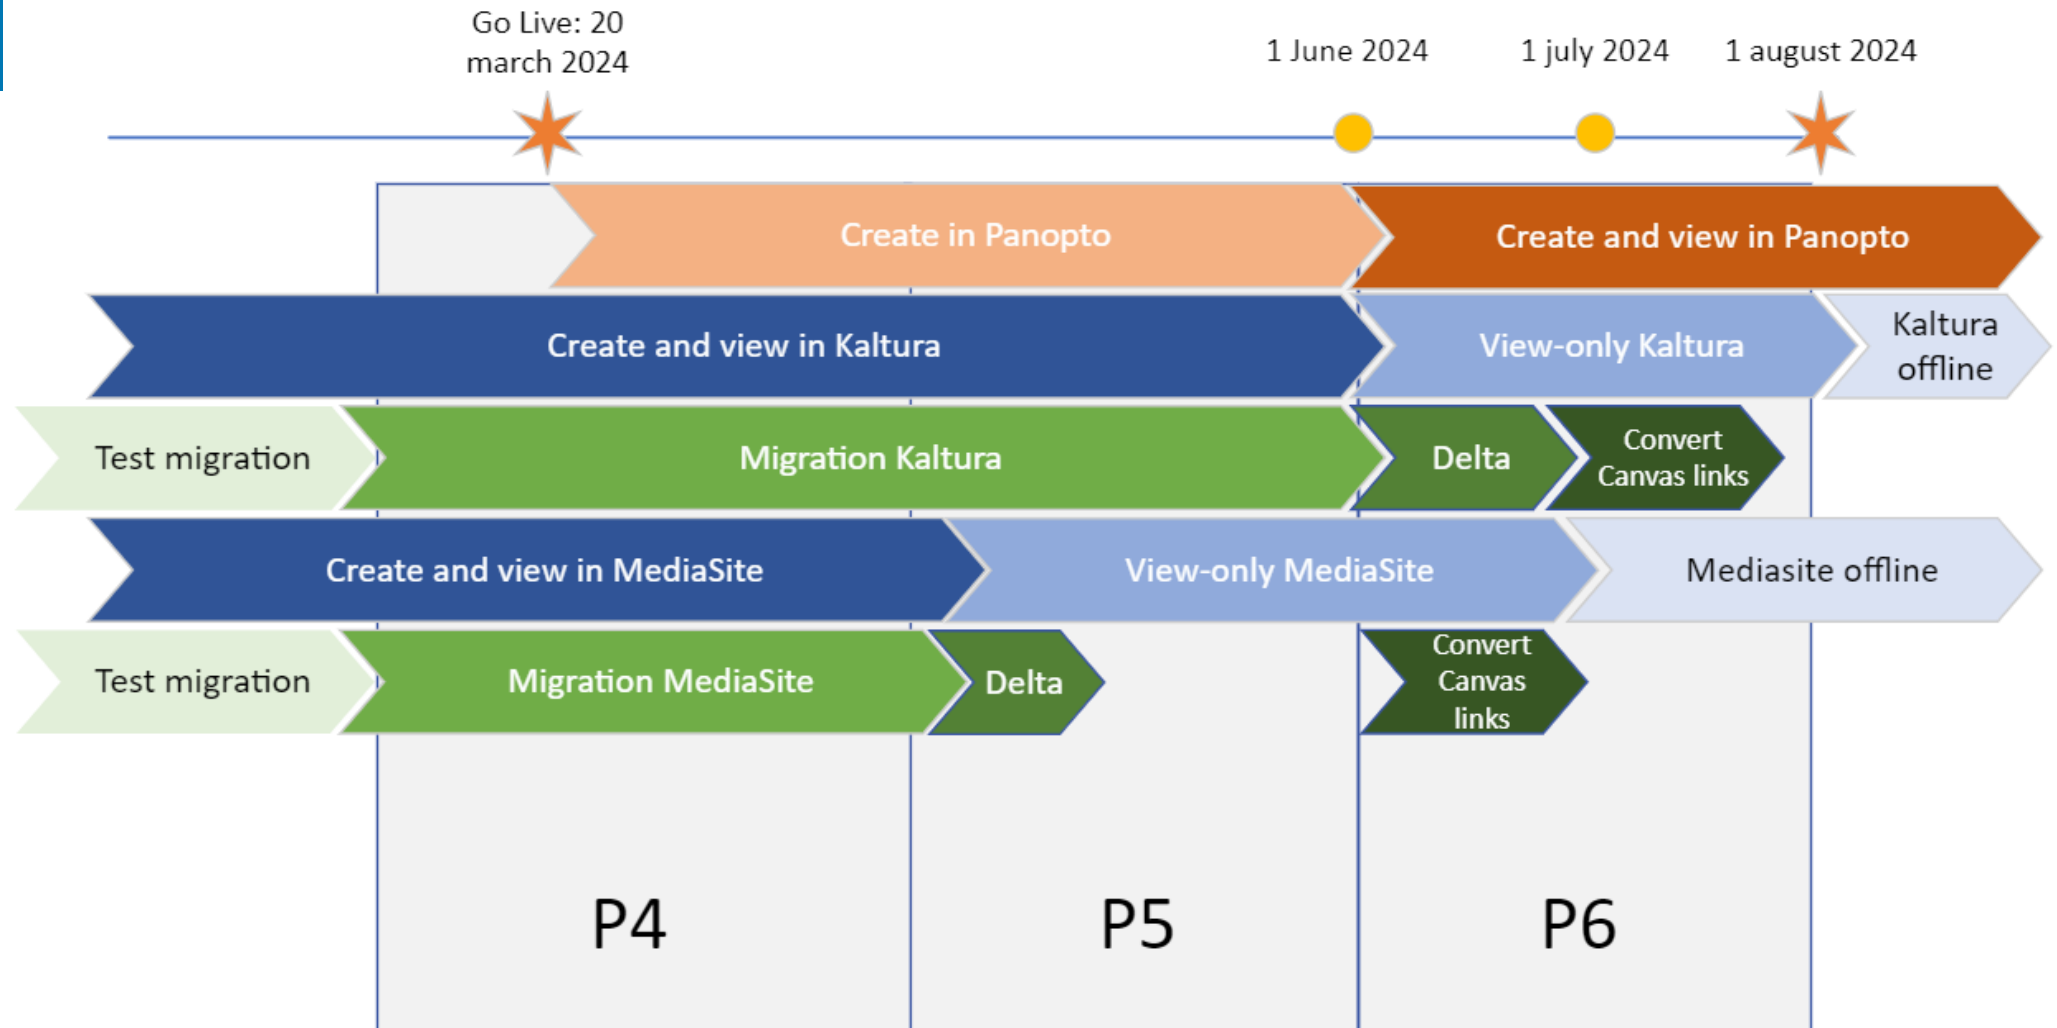 Go Live: 20
march 2024
1 June 2024
1 july 2024
1 august 2024
Create in Panopto
Create and view in Panopto
Create and view in Kaltura
View-only Kaltura
Kaltura
offline
Test migration
Migration Kaltura
Delta
Convert
Canvas links
Create and view in MediaSite
View-only MediaSite
Mediasite offline
Test migration
Migration MediaSite
Delta
Convert
Canvas
links
P4
P5
P6